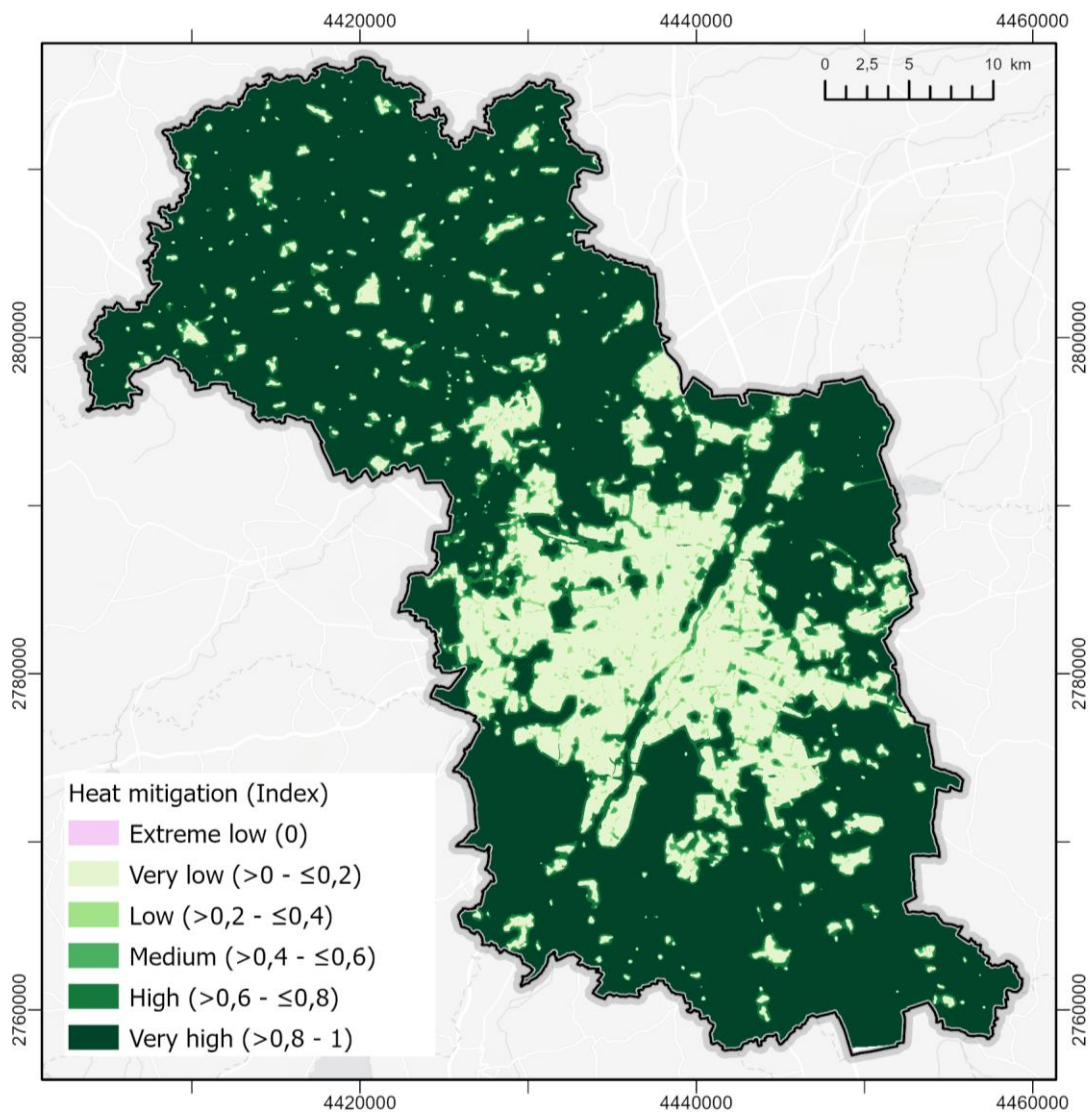 4420000 4440000 4460000
0 2,5 5 10 km
2800000 2800000
2780000 2780000
Heat mitigation (Index)
Extreme low (0)
Very low (>0 - ≤0,2)
Low (>0,2 - ≤0,4)
Medium (>0,4 - ≤0,6)
High (>0,6 - ≤0,8)
Very high (>0,8 - 1)
2760000 2760000
4420000 4440000 4460000